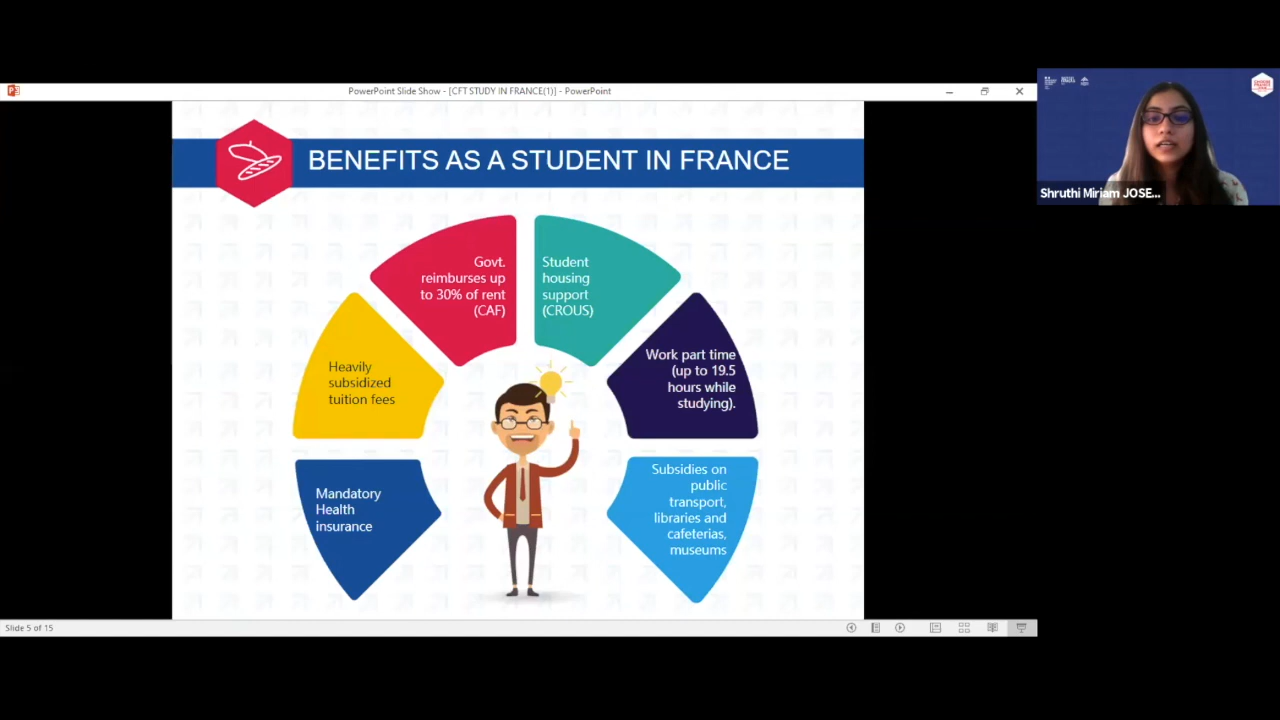 PowerPoint Slide Show - [CFT STUDY IN FRANCE(1)] - PowerPoint
BENEFITS AS A STUDENT IN FRANCE
Govt.
reimburses up
to 30% of rent
(CAF)
Student
housing
support
(CROUS)
Heavily
subsidized
tuition fees
Work part time
(up to 19.5
hours while
studying).
Mandatory
Health
insurance
Subsidies on
public
transport,
libraries and
cafeterias,
museums
Slide 5 of 15
Shruthi Miriam JOSE...